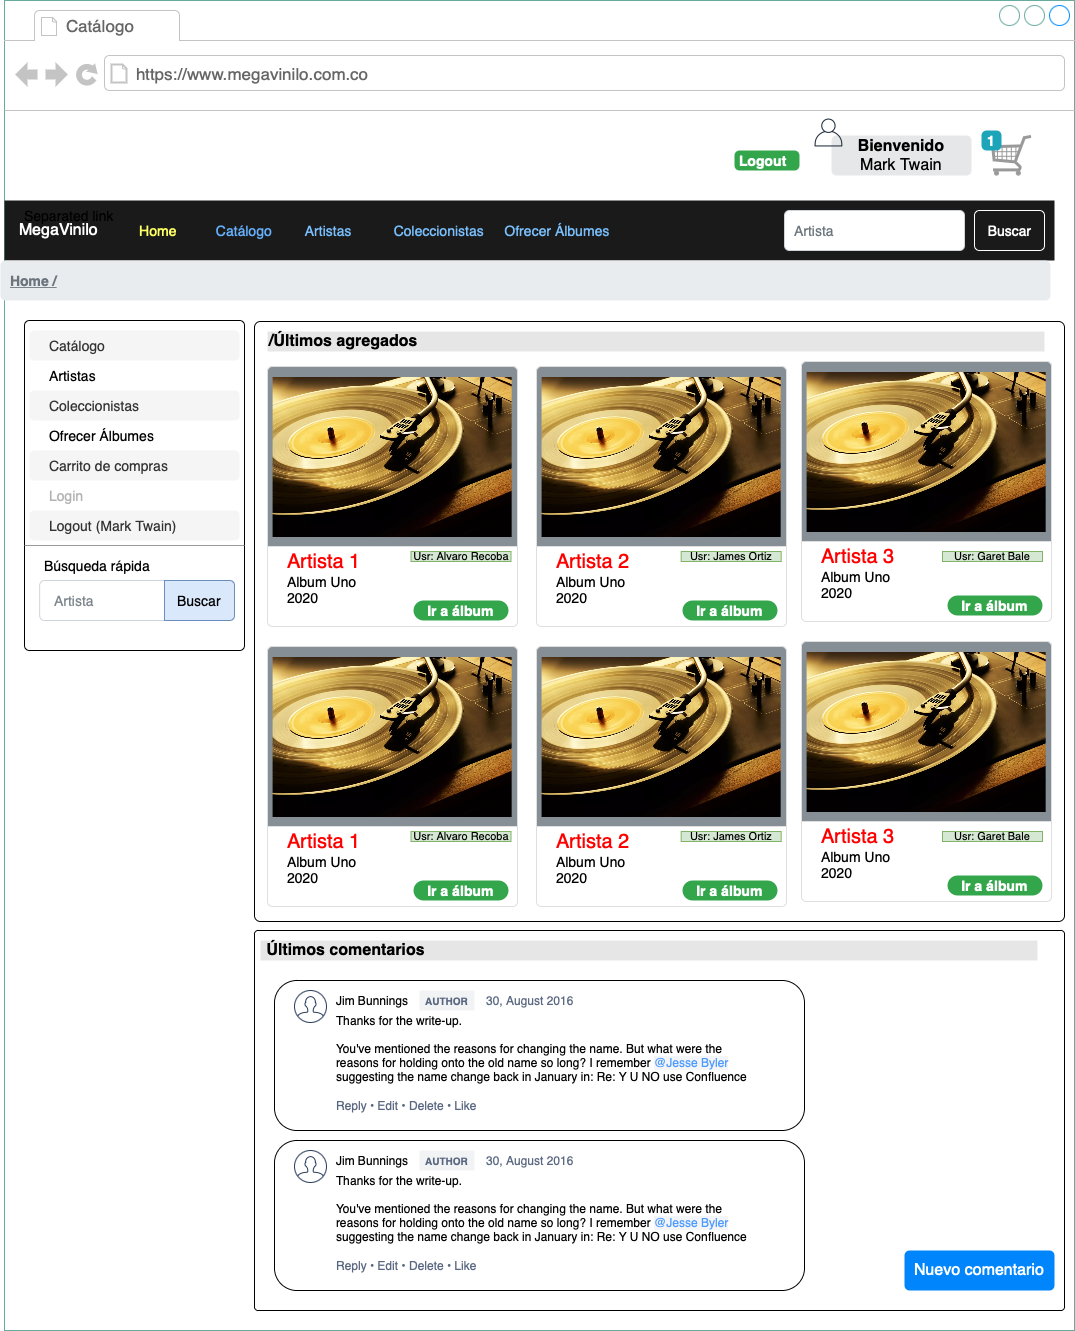 Catálogo
https://www.megavinilo.com.co
Logout
Bienvenido
Mark Twain
1
Separated link
MegaVinilo Home Catálogo Artistas Coleccionistas Ofrecer Álbumes Artista Buscar
Home /
Catálogo
Artistas
Coleccionistas
Ofrecer Álbumes
Carrito de compras
Login
Logout (Mark Twain)
Búsqueda rápida
Artista Buscar
/Últimos agregados
Artista 1 Usr: Alvaro Recoba
Album Uno
2020
Ir a álbum
Artista 2 Usr: James Ortiz
Album Uno
2020
Ir a álbum
Artista 3 Usr: Garet Bale
Album Uno
2020
Ir a álbum
Artista 1 Usr: Alvaro Recoba
Album Uno
2020
Ir a álbum
Artista 2 Usr: James Ortiz
Album Uno
2020
Ir a álbum
Artista 3 Usr: Garet Bale
Album Uno
2020
Ir a álbum
Últimos comentarios
Jim Bunnings AUTHOR 30, August 2016
Thanks for the write-up.
You've mentioned the reasons for changing the name. But what were the
reasons for holding onto the old name so long? I remember @Jesse Byler
suggesting the name change back in January in: Re: Y U NO use Confluence
Reply • Edit • Delete • Like
Jim Bunnings AUTHOR 30, August 2016
Thanks for the write-up.
You've mentioned the reasons for changing the name. But what were the
reasons for holding onto the old name so long? I remember @Jesse Byler
suggesting the name change back in January in: Re: Y U NO use Confluence
Reply • Edit • Delete • Like
Nuevo comentario